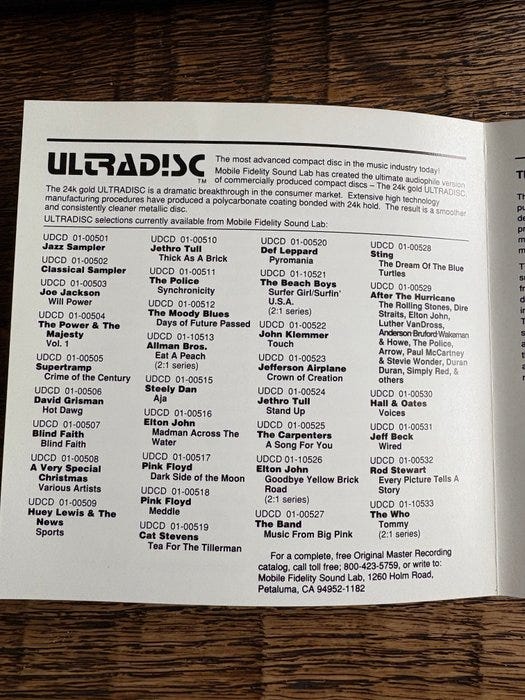 ULTRADISC™
The most advanced compact disc in the music industry today!
Mobile Fidelity Sound Lab has created the ultimate audiophile version
of commercially produced compact discs – The 24k gold ULTRADISC.
The 24k gold ULTRADISC is a dramatic breakthrough in the consumer market. Extensive high technology
manufacturing procedures have produced a polycarbonate coating bonded with 24k hold. The result is a smoother
and consistently cleaner metallic disc.
ULTRADISC selections currently available from Mobile Fidelity Sound Lab:
UDCD 01-00501
Jazz Sampler
UDCD 01-00502
Classical Sampler
UDCD 01-00503
Joe Jackson
Will Power
UDCD 01-00504
The Power & The
Majesty
Vol. 1
UDCD 01-00505
Supertramp
Crime of the Century
UDCD 01-00506
David Grisman
Hot Dawg
UDCD 01-00507
Blind Faith
Blind Faith
UDCD 01-00508
A Very Special
Christmas
Various Artists
UDCD 01-00509
Huey Lewis & The
News
Sports
UDCD 01-00510
Jethro Tull
Thick As A Brick
UDCD 01-00511
The Police
Synchronicity
UDCD 01-00512
The Moody Blues
Days of Future Passed
UDCD 01-10513
Allman Bros.
Eat A Peach
(2:1 series)
UDCD 01-00515
Steely Dan
Aja
UDCD 01-00516
Elton John
Madman Across The
Water
UDCD 01-00517
Pink Floyd
Dark Side of the Moon
UDCD 01-00518
Pink Floyd
Meddle
UDCD 01-00519
Cat Stevens
Tea For The Tillerman
UDCD 01-00520
Def Leppard
Pyromania
UDCD 01-10521
The Beach Boys
Surfer Girl/Surfin'
U.S.A.
(2:1 series)
UDCD 01-00522
John Klemmer
Touch
UDCD 01-00523
Jefferson Airplane
Crown of Creation
UDCD 01-00524
Jethro Tull
Stand Up
UDCD 01-00525
The Carpenters
A Song For You
UDCD 01-10526
Elton John
Goodbye Yellow Brick
Road
(2:1 series)
UDCD 01-00527
The Band
Music From Big Pink
UDCD 01-00528
Sting
The Dream Of The Blue
Turtles
UDCD 01-00529
After The Hurricane
The Rolling Stones, Dire
Straits, Elton John,
Luther VanDross,
Anderson Bruford Wakeman
& Howe, The Police,
Arrow, Paul McCartney
& Stevie Wonder, Duran
Duran, Simply Red, &
others
UDCD 01-00530
Hall & Oates
Voices
UDCD 01-00531
Jeff Beck
Wired
UDCD 01-00532
Rod Stewart
Every Picture Tells A
Story
UDCD 01-10533
The Who
Tommy
(2:1 series)
For a complete, free Original Master Recording
catalog, call toll free; 800-423-5759, or write to:
Mobile Fidelity Sound Lab, 1260 Holm Road,
Petaluma, CA 94952-1182